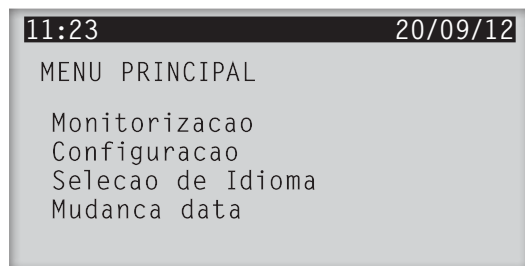 11:23 20/09/12
MENU PRINCIPAL
Monitorizacao
Configuracao
Selecao de Idioma
Mudanca data